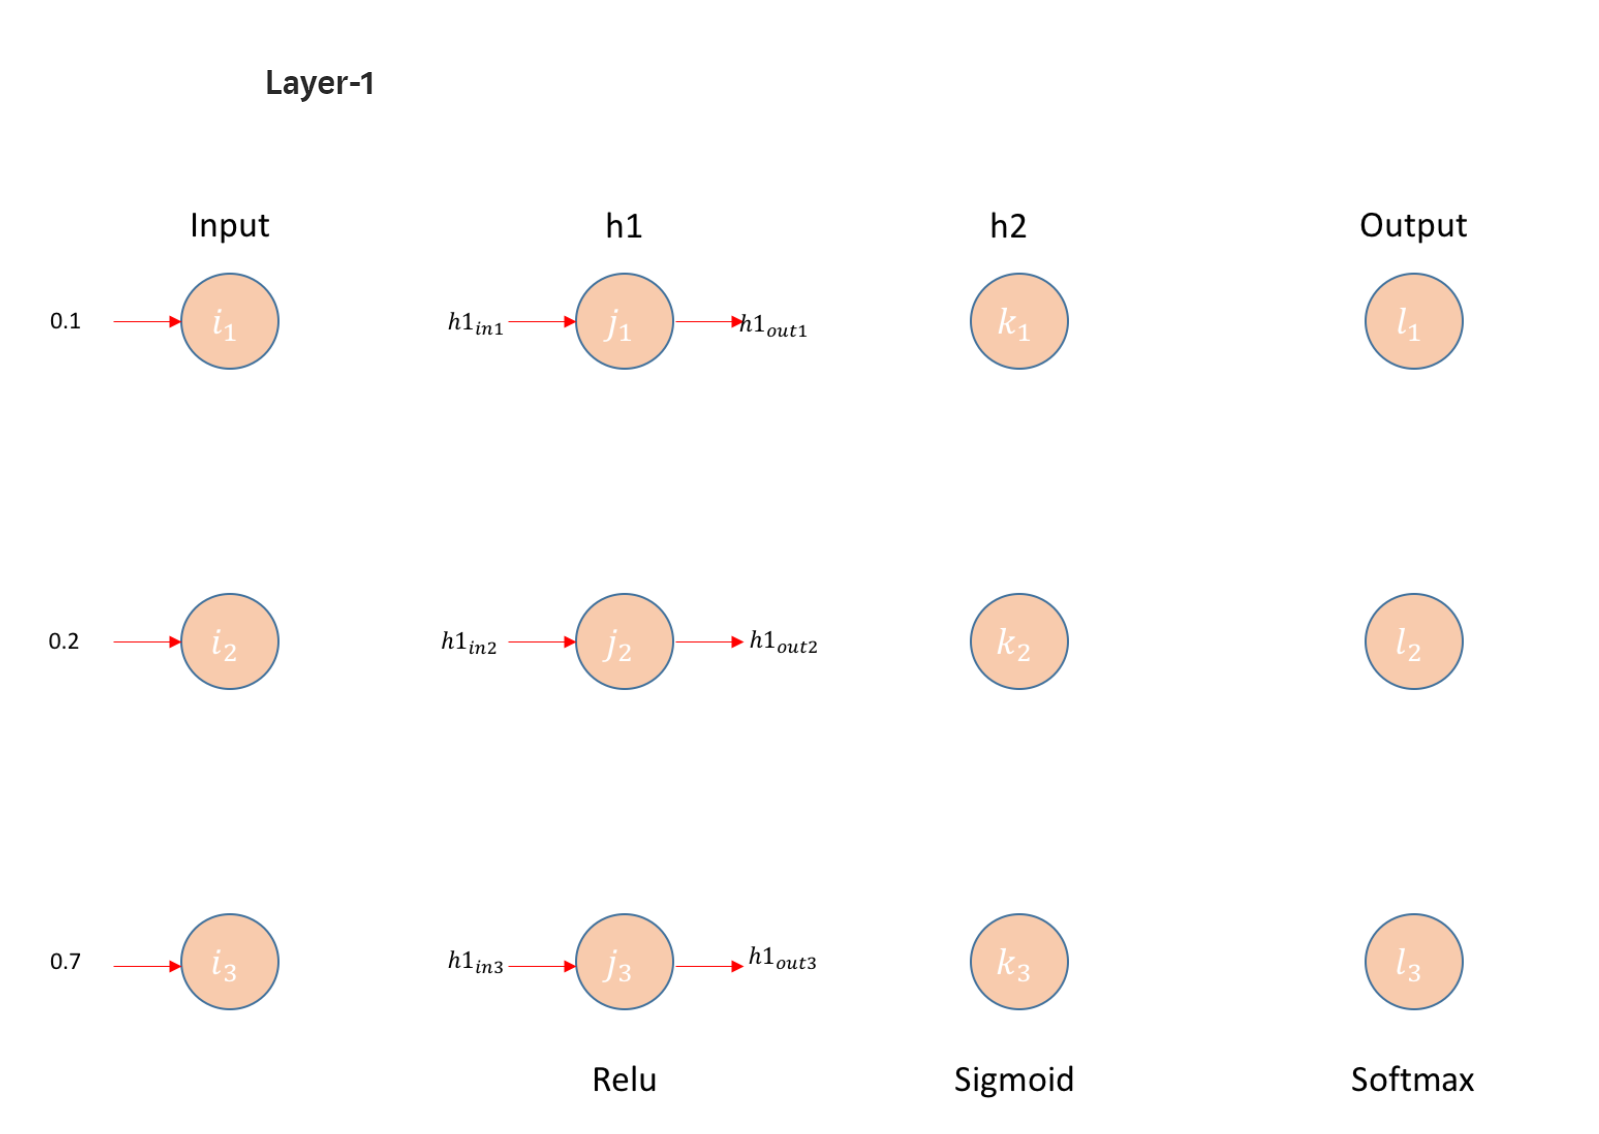 Layer-1
Input h1 h2 Output
0.1 i₁ h1ᵢₙ₁ j₁ h1ₒᵤₜ₁ k₁ l₁
0.2 i₂ h1ᵢₙ₂ j₂ h1ₒᵤₜ₂ k₂ l₂
0.7 i₃ h1ᵢₙ₃ j₃ h1ₒᵤₜ₃ k₃ l₃
Relu Sigmoid Softmax